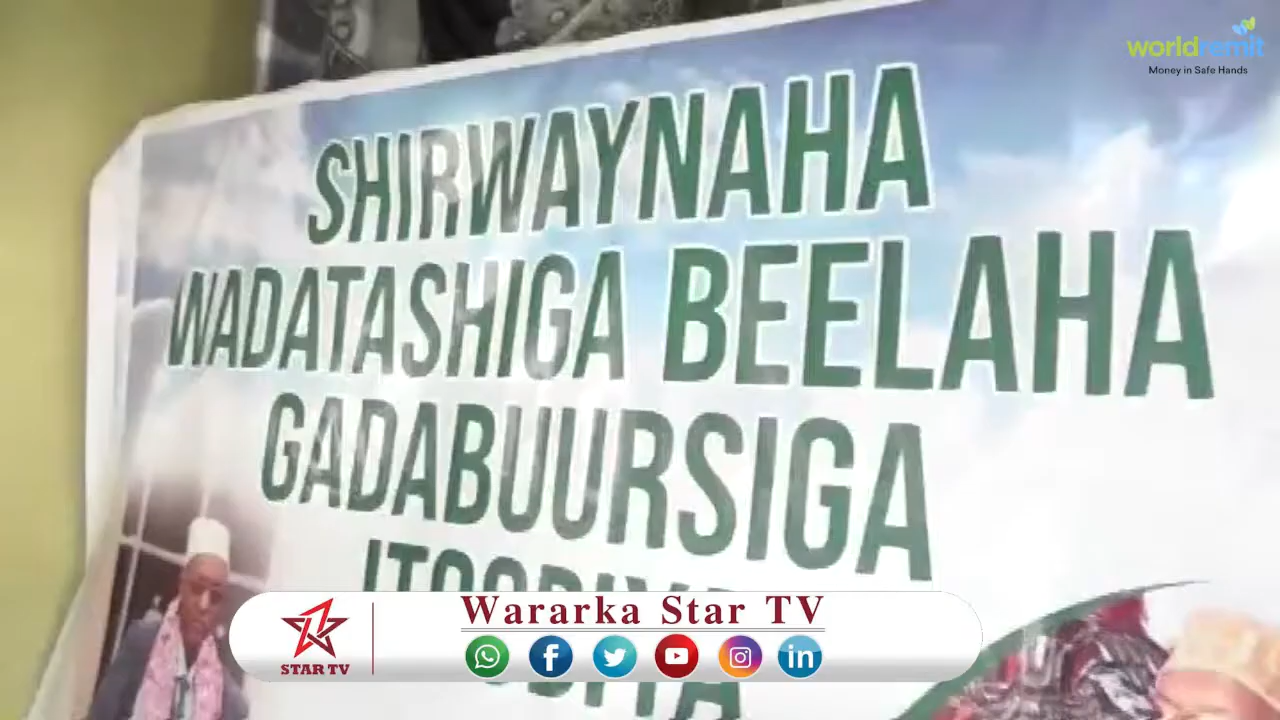 worldremit
Money in Safe Hands
SHIRWAYNAHA
WADATASHIGA BEELAHA
GADABUURSIGA
Wararka Star TV
STAR TV